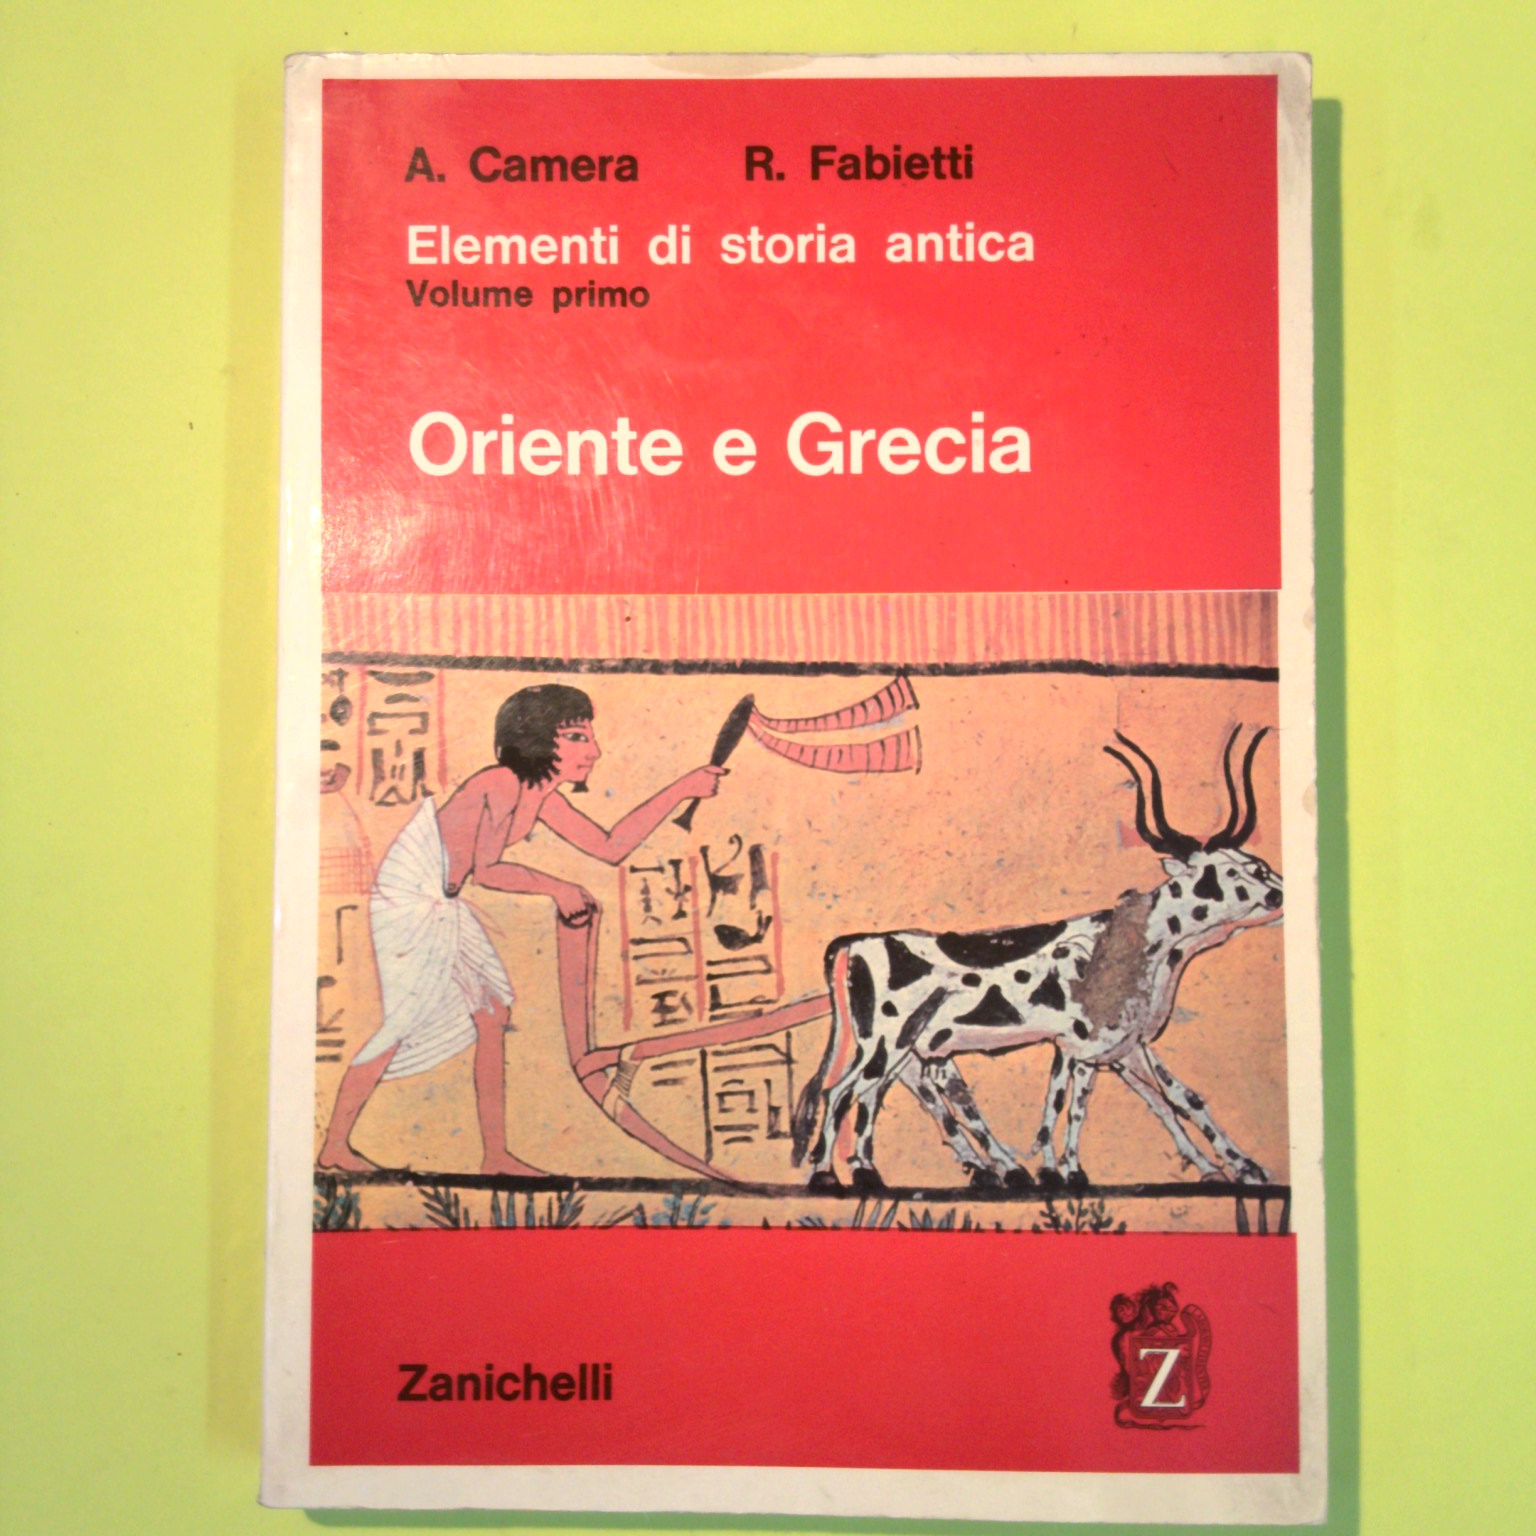 A. Camera R. Fabietti
Elementi di storia antica
Volume primo
Oriente e Grecia
Zanichelli
Z